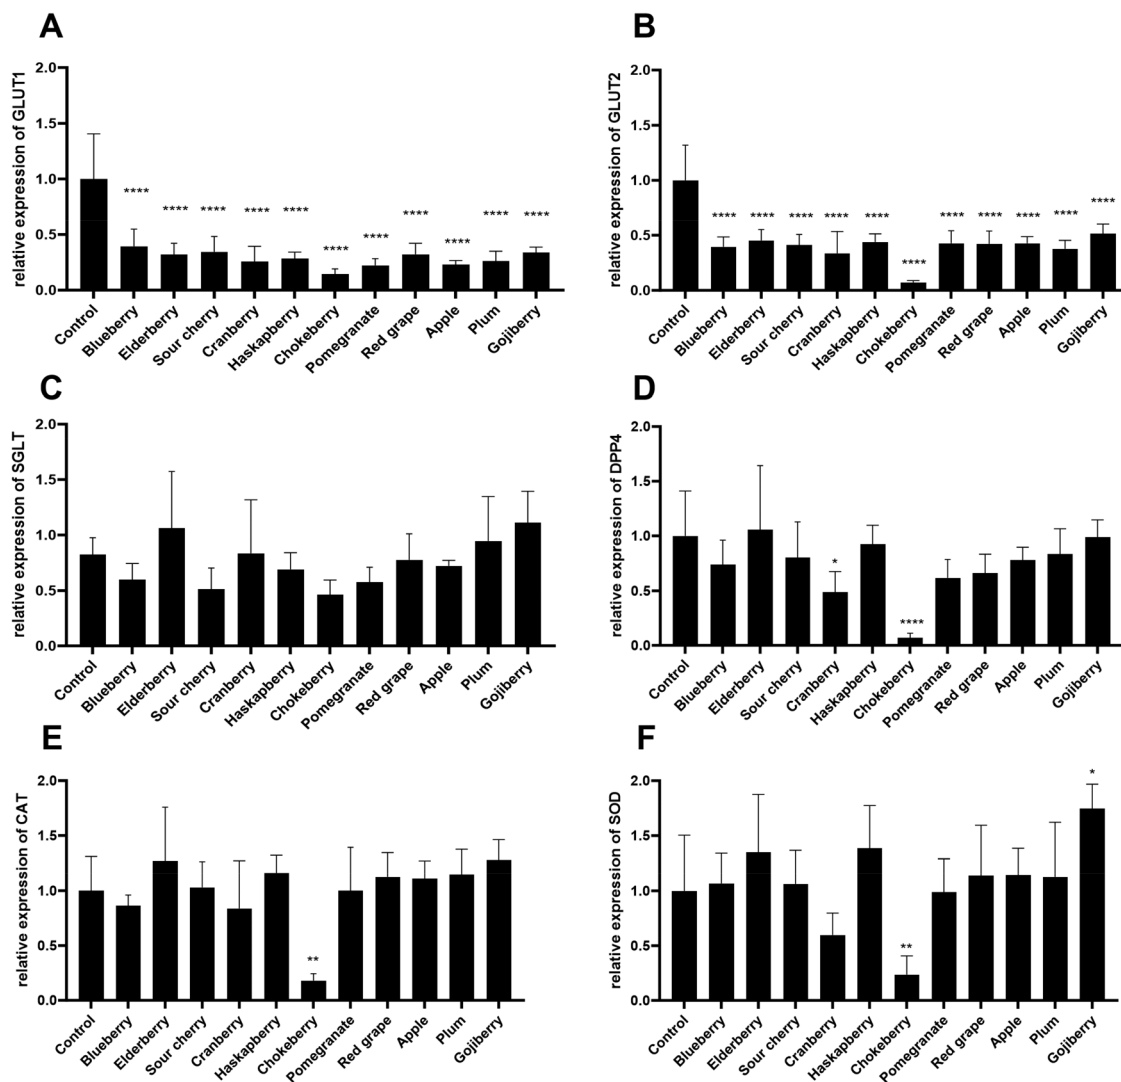 A
relative expression of GLUT1
2.0
1.5
1.0
0.5
0.0
**** **** **** **** **** **** **** **** **** **** ****
Control Blueberry Elderberry Sour cherry Cranberry Haskapberry Chokeberry Pomegranate Red grape Apple Plum Gojiberry
B
relative expression of GLUT2
2.0
1.5
1.0
0.5
0.0
**** **** **** **** **** **** **** **** **** **** ****
Control Blueberry Elderberry Sour cherry Cranberry Haskapberry Chokeberry Pomegranate Red grape Apple Plum Gojiberry
C
relative expression of SGLT
2.0
1.5
1.0
0.5
0.0
Control Blueberry Elderberry Sour cherry Cranberry Haskapberry Chokeberry Pomegranate Red grape Apple Plum Gojiberry
D
relative expression of DPP4
2.0
1.5
1.0
0.5
0.0
* ****
Control Blueberry Elderberry Sour cherry Cranberry Haskapberry Chokeberry Pomegranate Red grape Apple Plum Gojiberry
E
relative expression of CAT
2.0
1.5
1.0
0.5
0.0
**
Control Blueberry Elderberry Sour cherry Cranberry Haskapberry Chokeberry Pomegranate Red grape Apple Plum Gojiberry
F
relative expression of SOD
2.0
1.5
1.0
0.5
0.0
** *
Control Blueberry Elderberry Sour cherry Cranberry Haskapberry Chokeberry Pomegranate Red grape Apple Plum Gojiberry